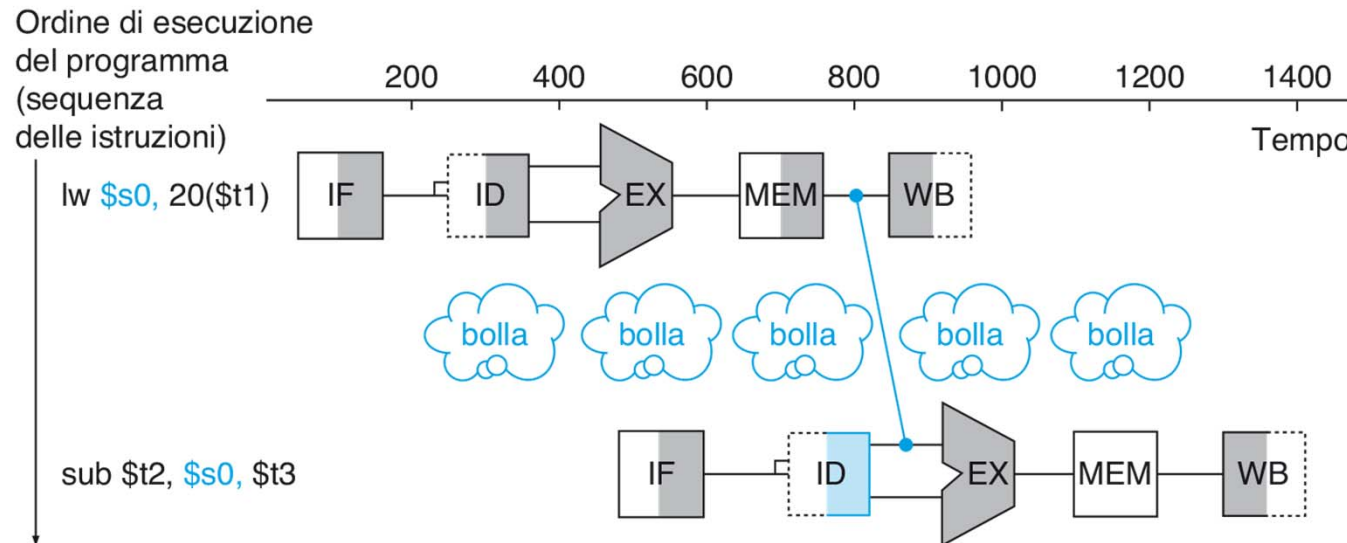 Ordine di esecuzione
del programma
(sequenza
delle istruzioni)
200 400 600 800 1000 1200 1400
Tempo
lw $s0, 20($t1)
IF ID EX MEM WB
bolla bolla bolla bolla bolla
sub $t2, $s0, $t3
IF ID EX MEM WB